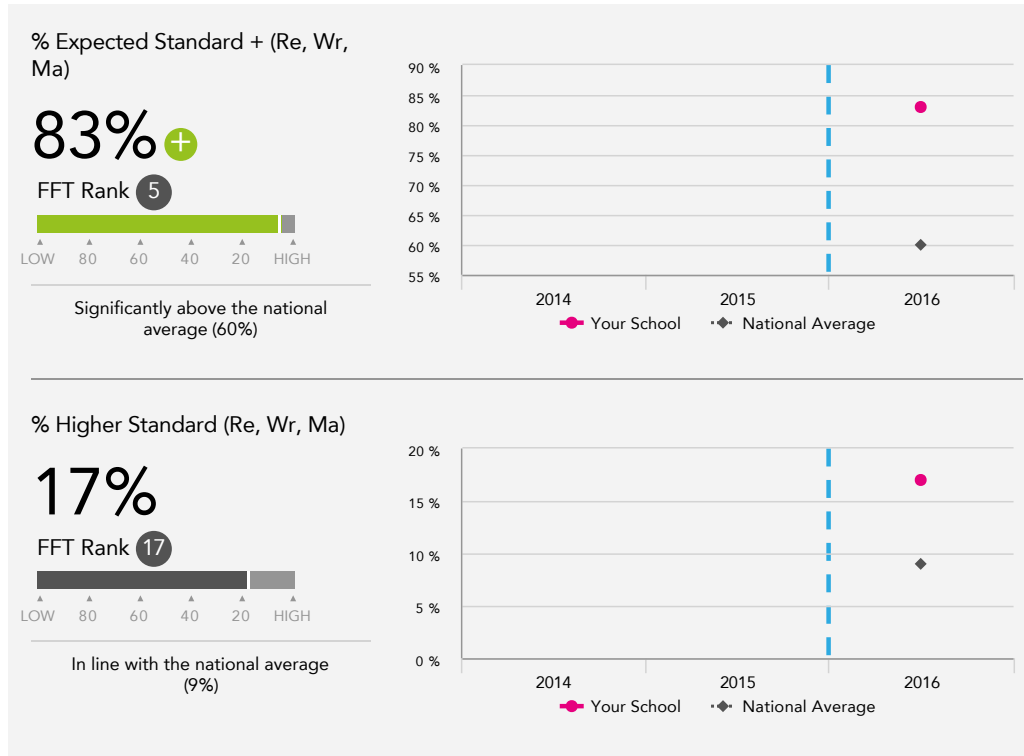 % Expected Standard + (Re, Wr,
Ma)
83% +
FFT Rank 5
LOW 80 60 40 20 HIGH
Significantly above the national
average (60%)
90 %
85 %
80 %
75 %
70 %
65 %
60 %
55 %
2014 2015 2016
Your School National Average
% Higher Standard (Re, Wr, Ma)
17%
FFT Rank 17
LOW 80 60 40 20 HIGH
In line with the national average
(9%)
20 %
15 %
10 %
5 %
0 %
2014 2015 2016
Your School National Average